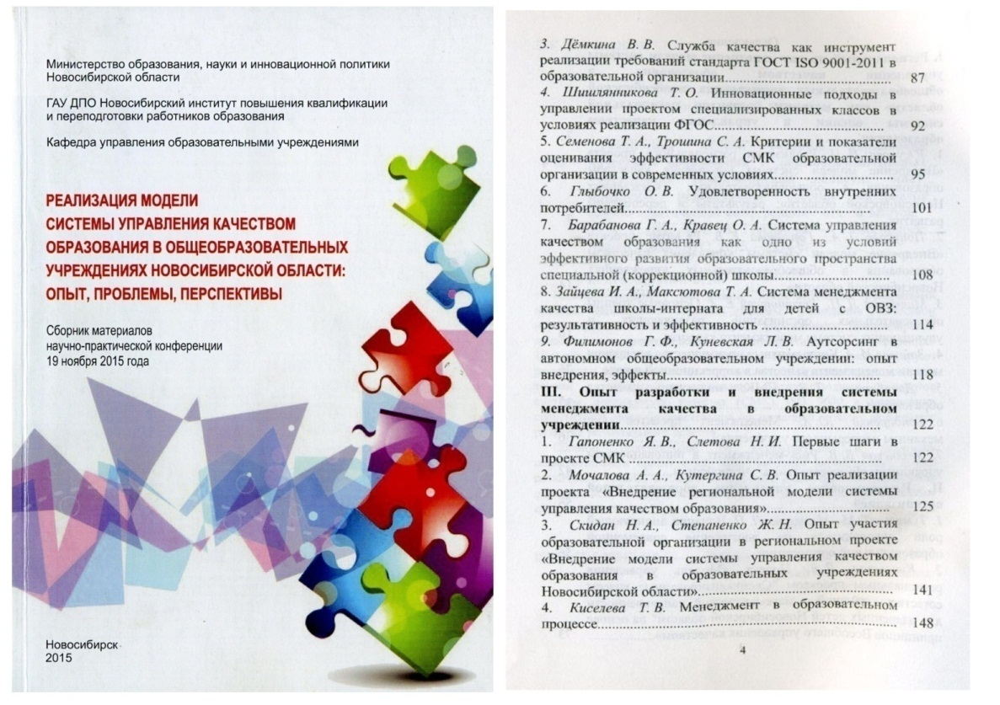 Министерство образования, науки и инновационной политики
Новосибирской области
ГАУ ДПО Новосибирский институт повышения квалификации
и переподготовки работников образования
Кафедра управления образовательными учреждениями
РЕАЛИЗАЦИЯ МОДЕЛИ
СИСТЕМЫ УПРАВЛЕНИЯ КАЧЕСТВОМ
ОБРАЗОВАНИЯ В ОБЩЕОБРАЗОВАТЕЛЬНЫХ
УЧРЕЖДЕНИЯХ НОВОСИБИРСКОЙ ОБЛАСТИ:
ОПЫТ, ПРОБЛЕМЫ, ПЕРСПЕКТИВЫ
Сборник материалов
научно-практической конференции
19 ноября 2015 года
Новосибирск
2015
3. Дёмкина В. В. Служба качества как инструмент
реализации требований стандарта ГОСТ ISO 9001-2011 в
образовательной организации................................ 87
4. Шишлянникова Т. О. Инновационные подходы в
управлении проектом специализированных классов в
условиях реализации ФГОС................................ 92
5. Семенова Т. А., Трошина С. А. Критерии и показатели
оценивания эффективности СМК образовательной
организации в современных условиях........................ 95
6. Глыбочко О. В. Удовлетворенность внутренних
потребителей................................................ 101
7. Барабанова Г. А., Кравец О. А. Система управления
качеством образования как одно из условий
эффективного развития образовательного пространства
специальной (коррекционной) школы........................ 108
8. Зайцева И. А., Максютова Т. А. Система менеджмента
качества школы-интерната для детей с ОВЗ:
результативность и эффективность ........................ 114
9. Филимонов Г. Ф., Куневская Л. В. Аутсорсинг в
автономном общеобразовательном учреждении: опыт
внедрения, эффекты........................................ 118
III. Опыт разработки и внедрения системы
менеджмента качества в образовательном
учреждении................................................ 122
1. Гапоненко Я. В., Слетова Н. И. Первые шаги в
проекте СМК ................................................ 122
2. Мочалова А. А., Кутергина С. В. Опыт реализации
проекта «Внедрение региональной модели системы
управления качеством образования»........................ 125
3. Скидан Н. А., Степаненко Ж. Н. Опыт участия
образовательной организации в региональном проекте
«Внедрение модели системы управления качеством
образования в образовательных учреждениях
Новосибирской области»................................ 141
4. Киселева Т. В. Менеджмент в образовательном
процессе................................................ 148
4